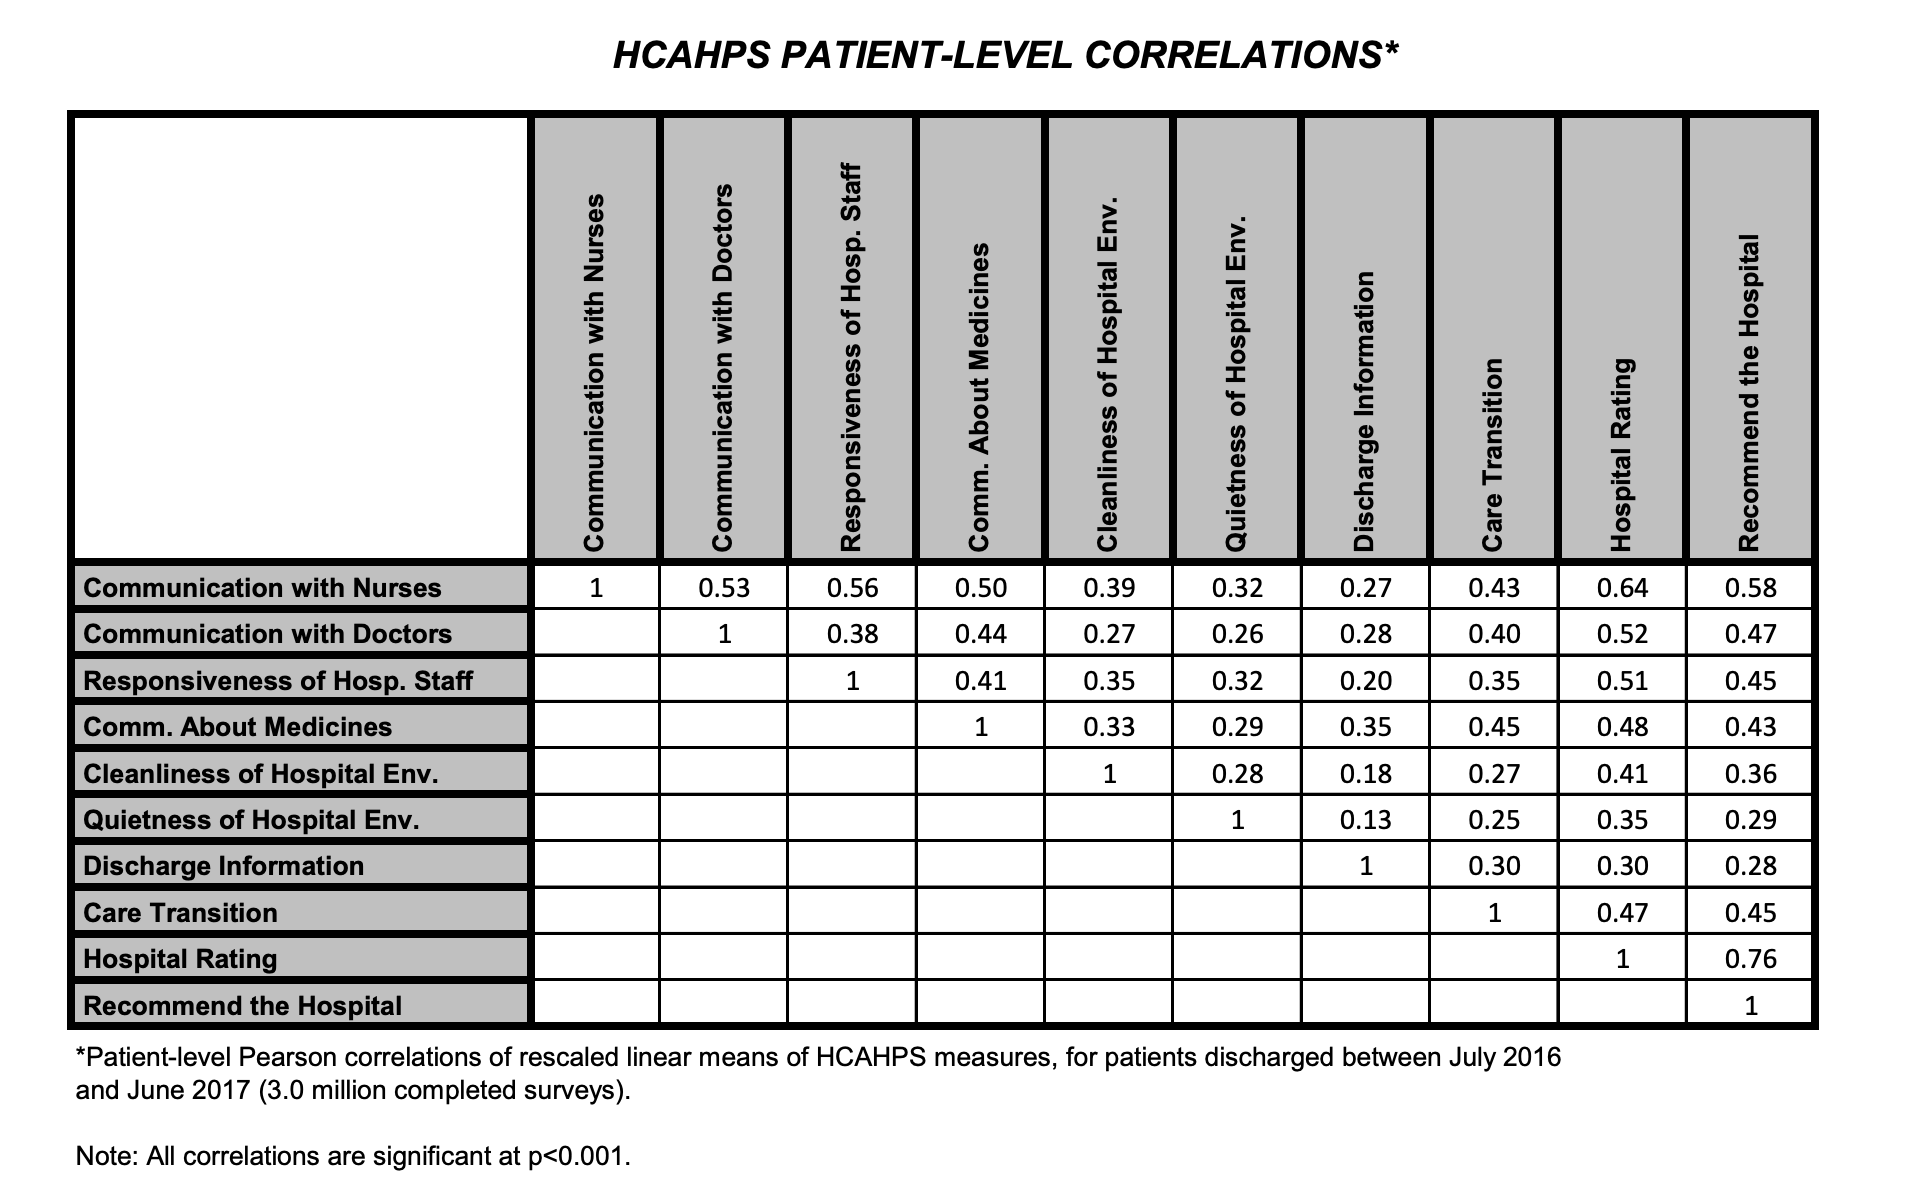 HCAHPS PATIENT-LEVEL CORRELATIONS*
Communication with Nurses
Communication with Doctors
Responsiveness of Hosp. Staff
Comm. About Medicines
Cleanliness of Hospital Env.
Quietness of Hospital Env.
Discharge Information
Care Transition
Hospital Rating
Recommend the Hospital
Communication with Nurses 1 0.53 0.56 0.50 0.39 0.32 0.27 0.43 0.64 0.58
Communication with Doctors 1 0.38 0.44 0.27 0.26 0.28 0.40 0.52 0.47
Responsiveness of Hosp. Staff 1 0.41 0.35 0.32 0.20 0.35 0.51 0.45
Comm. About Medicines 1 0.33 0.29 0.35 0.45 0.48 0.43
Cleanliness of Hospital Env. 1 0.28 0.18 0.27 0.41 0.36
Quietness of Hospital Env. 1 0.13 0.25 0.35 0.29
Discharge Information 1 0.30 0.30 0.28
Care Transition 1 0.47 0.45
Hospital Rating 1 0.76
Recommend the Hospital 1
*Patient-level Pearson correlations of rescaled linear means of HCAHPS measures, for patients discharged between July 2016
and June 2017 (3.0 million completed surveys).
Note: All correlations are significant at p<0.001.